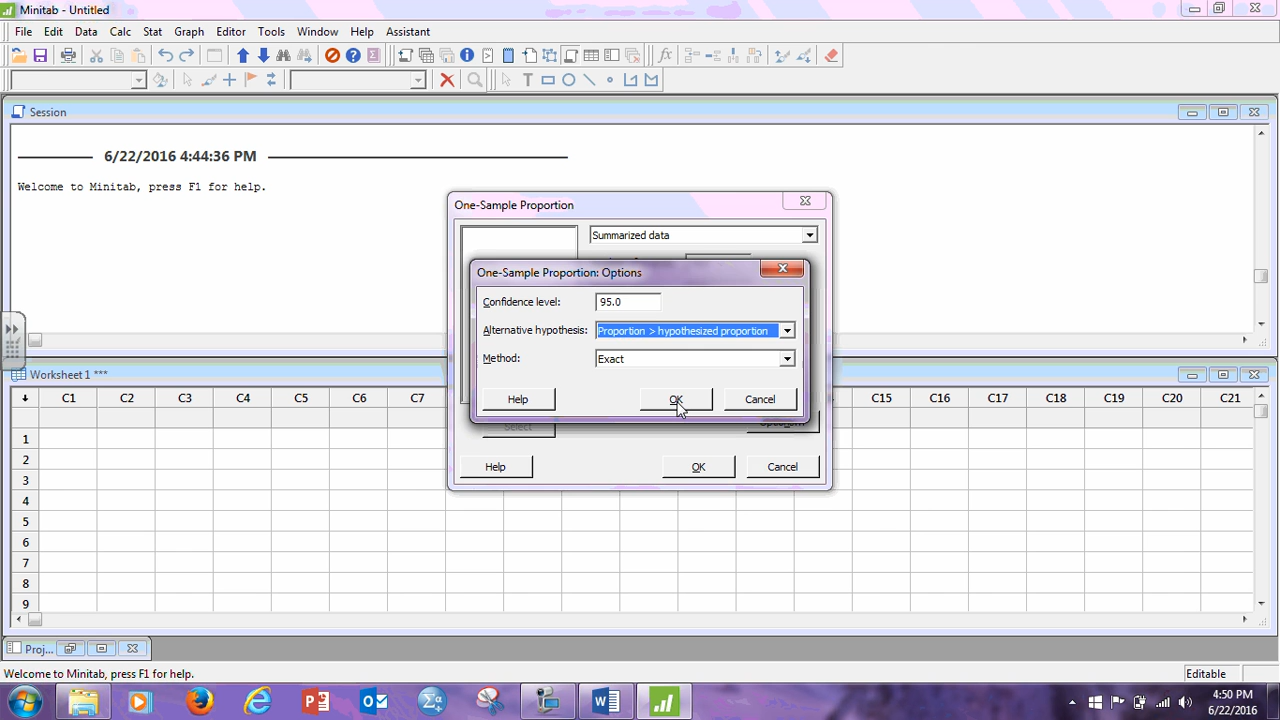 Minitab - Untitled
File Edit Data Calc Stat Graph Editor Tools Window Help Assistant
Session
6/22/2016 4:44:36 PM
Welcome to Minitab, press F1 for help.
One-Sample Proportion
Summarized data
One-Sample Proportion: Options
Confidence level: 95.0
Alternative hypothesis: Proportion > hypothesized proportion
Method: Exact
Help OK Cancel
Select
Help OK Cancel
Worksheet 1 ***
C1 C2 C3 C4 C5 C6 C7 C15 C16 C17 C18 C19 C20 C21
1
2
3
4
5
6
7
8
9
Proj...
Welcome to Minitab, press F1 for help.
Editable
4:50 PM
6/22/2016